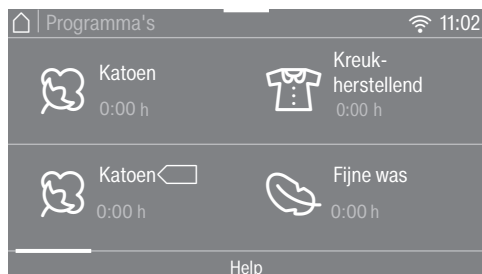 Programma's
11:02
Katoen
0:00 h
Kreuk-
herstellend
0:00 h
Katoen
0:00 h
Fijne was
0:00 h
Help